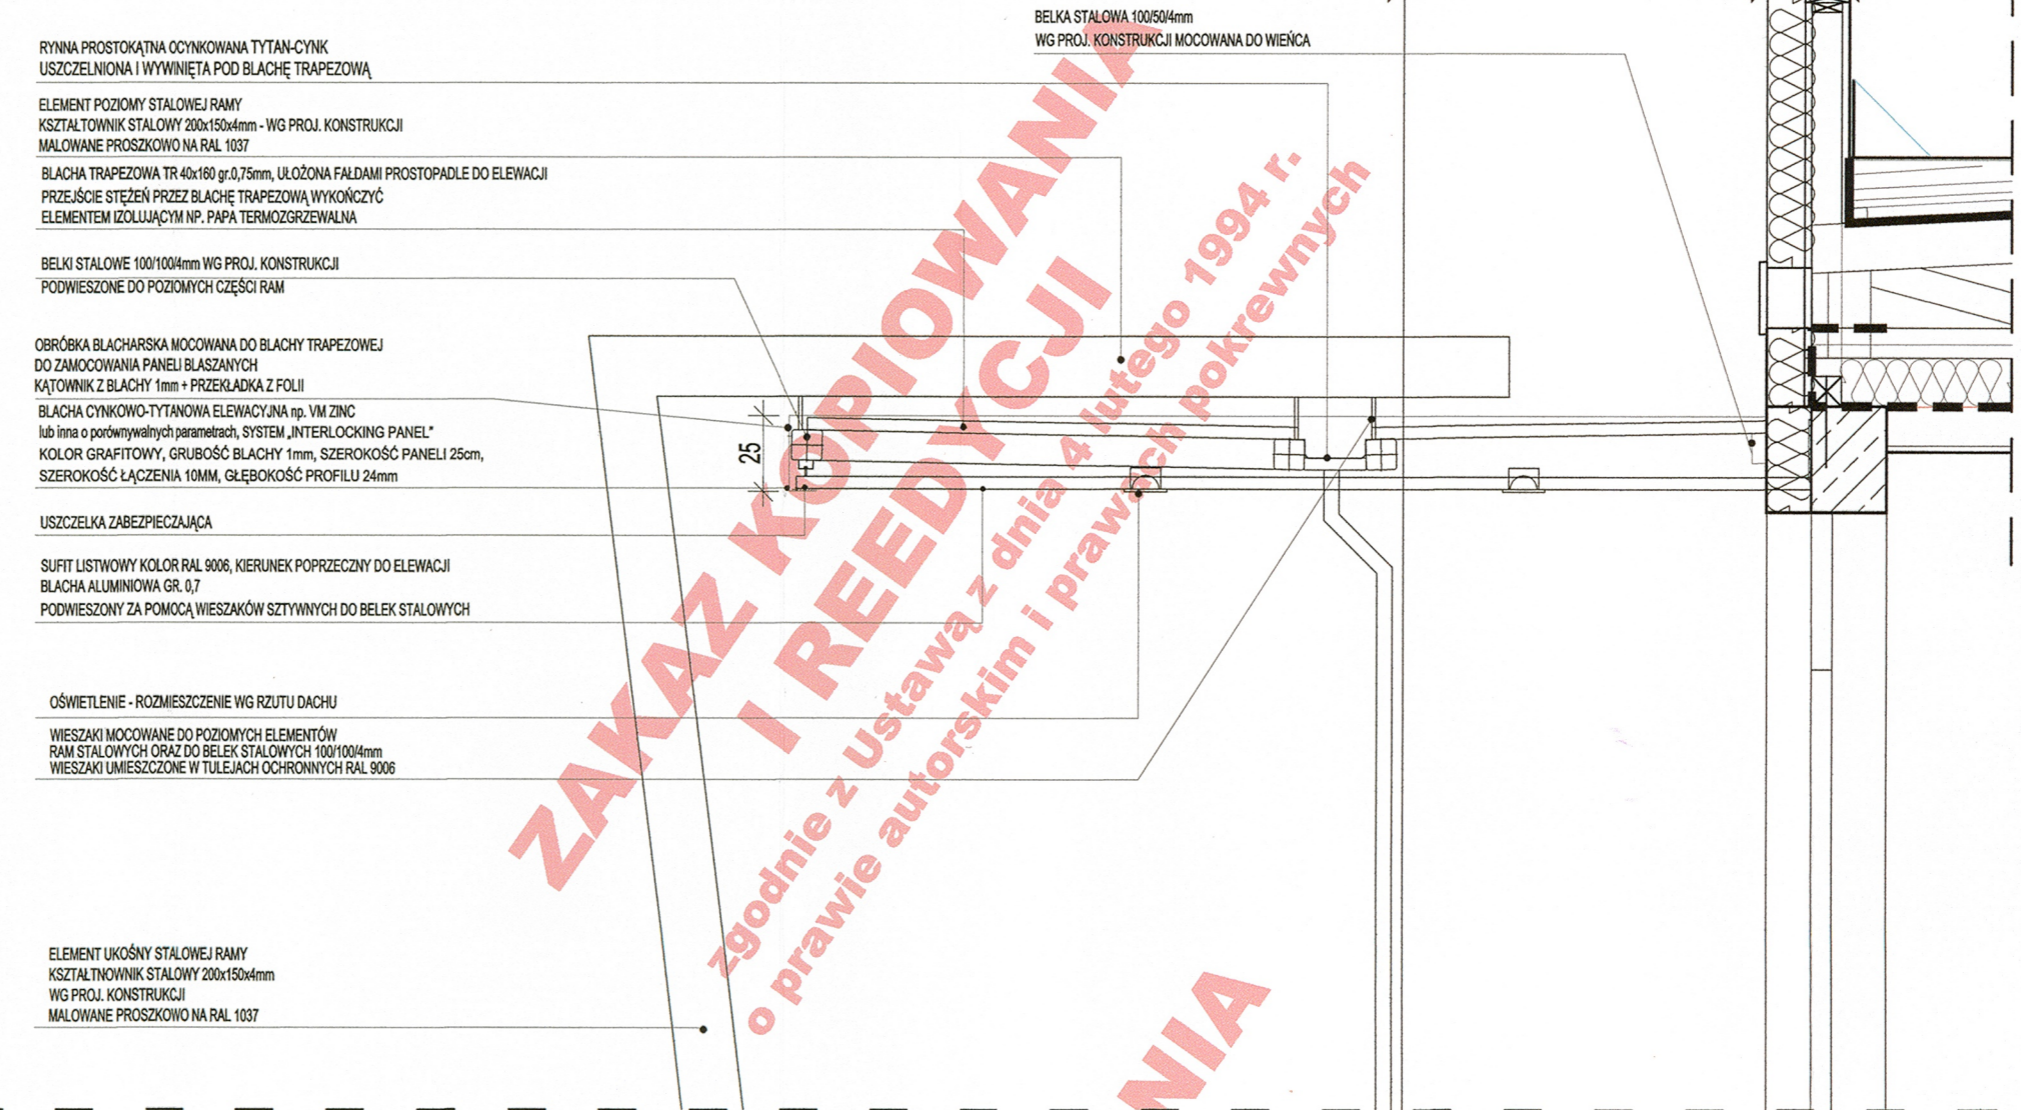 BELKA STALOWA 100/50/4mm
WG PROJ. KONSTRUKCJI MOCOWANA DO WIEŃCA
RYNNA PROSTOKĄTNA OCYNKOWANA TYTAN-CYNK
USZCZELNIONA I WYWINIĘTA POD BLACHĘ TRAPEZOWĄ
ELEMENT POZIOMY STALOWEJ RAMY
KSZTAŁTOWNIK STALOWY 200x150x4mm - WG PROJ. KONSTRUKCJI
MALOWANE PROSZKOWO NA RAL 1037
BLACHA TRAPEZOWA TR 40x160 gr.0,75mm, UŁOŻONA FAŁDAMI PROSTOPADLE DO ELEWACJI
PRZEJŚCIE STĘŻEŃ PRZEZ BLACHĘ TRAPEZOWĄ WYKOŃCZYĆ
ELEMENTEM IZOLUJĄCYM NP. PAPA TERMOZGRZEWALNA
BELKI STALOWE 100/100/4mm WG PROJ. KONSTRUKCJI
PODWIESZONE DO POZIOMYCH CZĘŚCI RAM
OBRÓBKA BLACHARSKA MOCOWANA DO BLACHY TRAPEZOWEJ
DO ZAMOCOWANIA PANELI BLASZANYCH
KĄTOWNIK Z BLACHY 1mm + PRZEKŁADKA Z FOLII
BLACHA CYNKOWO-TYTANOWA ELEWACYJNA np. VM ZINC
lub inna o porównywalnych parametrach, SYSTEM „INTERLOCKING PANEL"
KOLOR GRAFITOWY, GRUBOŚĆ BLACHY 1mm, SZEROKOŚĆ PANELI 25cm,
SZEROKOŚĆ ŁĄCZENIA 10MM, GŁĘBOKOŚĆ PROFILU 24mm
25
USZCZELKA ZABEZPIECZAJĄCA
SUFIT LISTWOWY KOLOR RAL 9006, KIERUNEK POPRZECZNY DO ELEWACJI
BLACHA ALUMINIOWA GR. 0,7
PODWIESZONY ZA POMOCĄ WIESZAKÓW SZTYWNYCH DO BELEK STALOWYCH
OŚWIETLENIE - ROZMIESZCZENIE WG RZUTU DACHU
WIESZAKI MOCOWANE DO POZIOMYCH ELEMENTÓW
RAM STALOWYCH ORAZ DO BELEK STALOWYCH 100/100/4mm
WIESZAKI UMIESZCZONE W TULEJACH OCHRONNYCH RAL 9006
ELEMENT UKOŚNY STALOWEJ RAMY
KSZTAŁTNOWNIK STALOWY 200x150x4mm
WG PROJ. KONSTRUKCJI
MALOWANE PROSZKOWO NA RAL 1037
ZAKAZ KOPIOWANIA
I REEDYCJI
zgodnie z Ustawą z dnia 4 lutego 1994 r.
o prawie autorskim i prawach pokrewnych
NIA